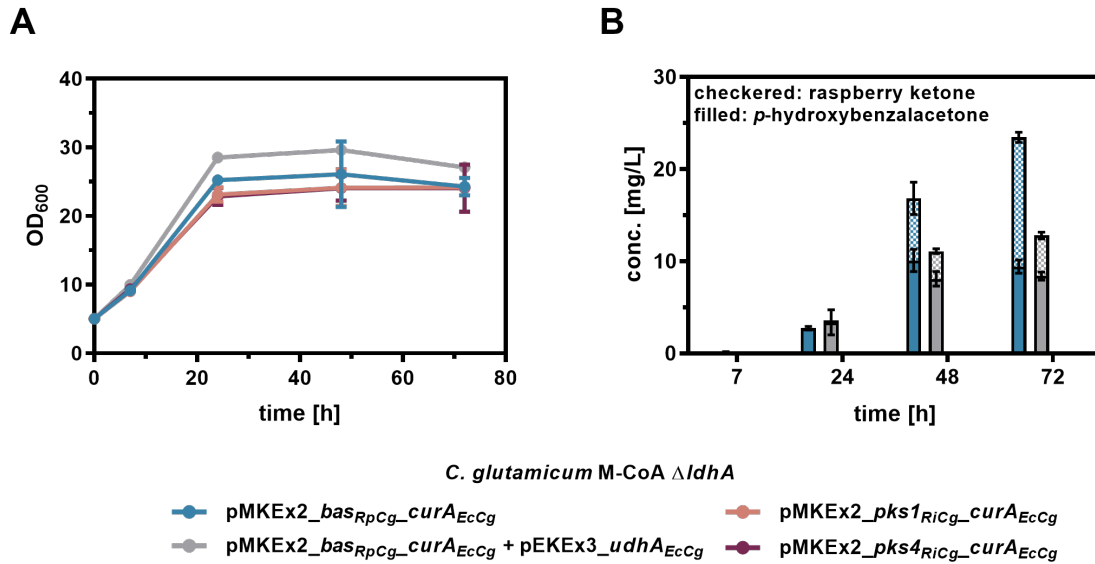 A
B
40
30
20
10
0
OD600
0
20
40
60
80
time [h]
30
20
10
0
conc. [mg/L]
checkered: raspberry ketone
filled: p-hydroxybenzalacetone
7
24
48
72
time [h]
C. glutamicum M-CoA ΔldhA
pMKEx2_basRpCg_curAEcCg
pMKEx2_pks1RiCg_curAEcCg
pMKEx2_basRpCg_curAEcCg + pEKEx3_udhAEcCg
pMKEx2_pks4RiCg_curAEcCg